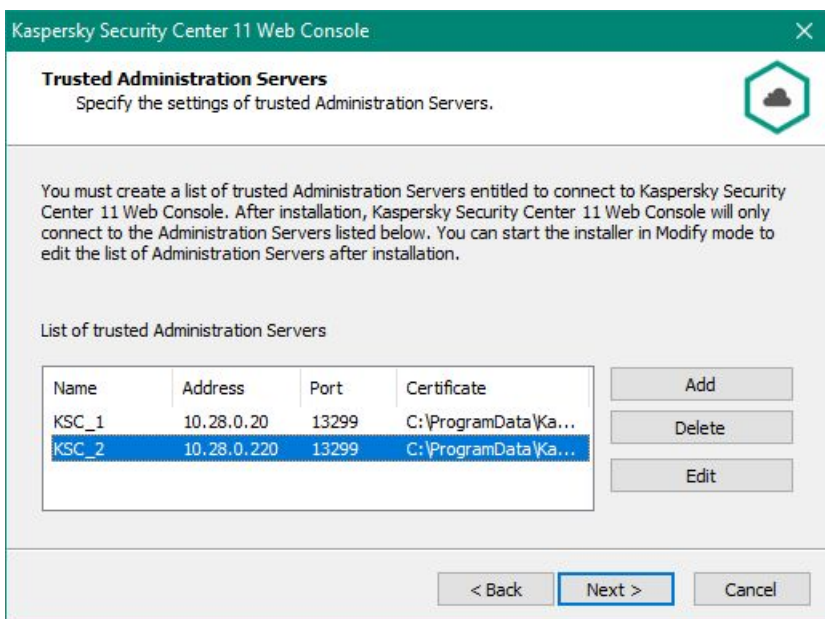 Kaspersky Security Center 11 Web Console
Trusted Administration Servers
Specify the settings of trusted Administration Servers.
You must create a list of trusted Administration Servers entitled to connect to Kaspersky Security
Center 11 Web Console. After installation, Kaspersky Security Center 11 Web Console will only
connect to the Administration Servers listed below. You can start the installer in Modify mode to
edit the list of Administration Servers after installation.
List of trusted Administration Servers
Name Address Port Certificate
KSC_1 10.28.0.20 13299 C:\ProgramData\Ka...
KSC_2 10.28.0.220 13299 C:\ProgramData\Ka...
Add
Delete
Edit
< Back Next > Cancel